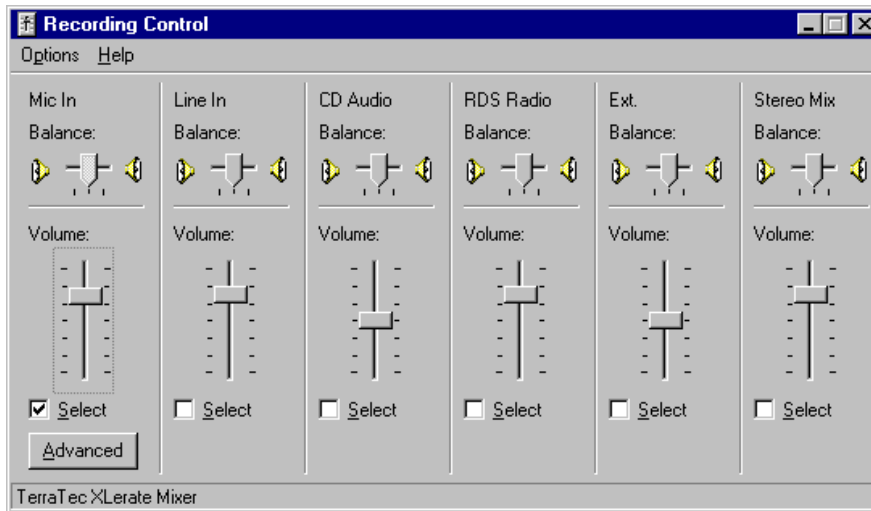 Recording Control
Options Help
Mic In Line In CD Audio RDS Radio Ext. Stereo Mix
Balance: Balance: Balance: Balance: Balance: Balance:
Volume: Volume: Volume: Volume: Volume: Volume:
Select Select Select Select Select Select
Advanced
TerraTec XLerate Mixer